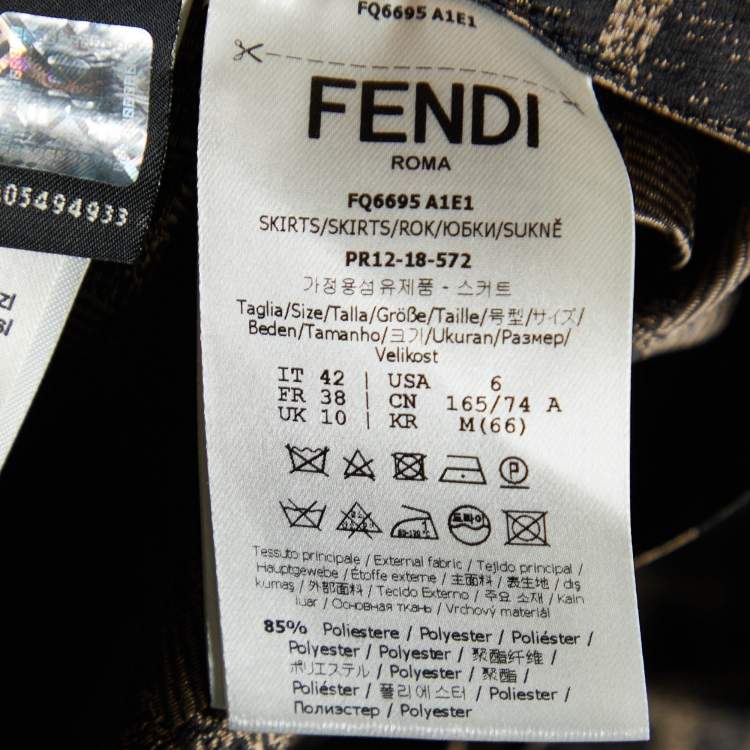 FQ6695 A1E1
FENDI
ROMA
FQ6695 A1E1
SKIRTS/SKIRTS/ROK/ЮБКИ/SUKNĚ
PR12-18-572
가정용섬유제품 - 스커트
Taglia/Size/Talla/Größe/Taille/号型/サイズ/
Beden/Tamanho/크기/Ukuran/Размер/
Velikost
IT 42 | USA 6
FR 38 | CN 165/74 A
UK 10 | KR M(66)
드라이
Tessuto principale / External fabric / Tejido principal /
Hauptgewebe / Étoffe externe / 主面料 / 表生地 / dış
kumaş / 外部面料 / Tecido Externo / 주요 소재 / Kain
luar / Основная ткань / Vrchový materiál
85% Poliestere / Polyester / Poliéster /
Polyester / Polyester / 聚酯纤维 /
ポリエステル / Polyester / 聚酯 /
Poliéster / 폴리에스터 / Poliester /
Полиэстер / Polyester
05494933